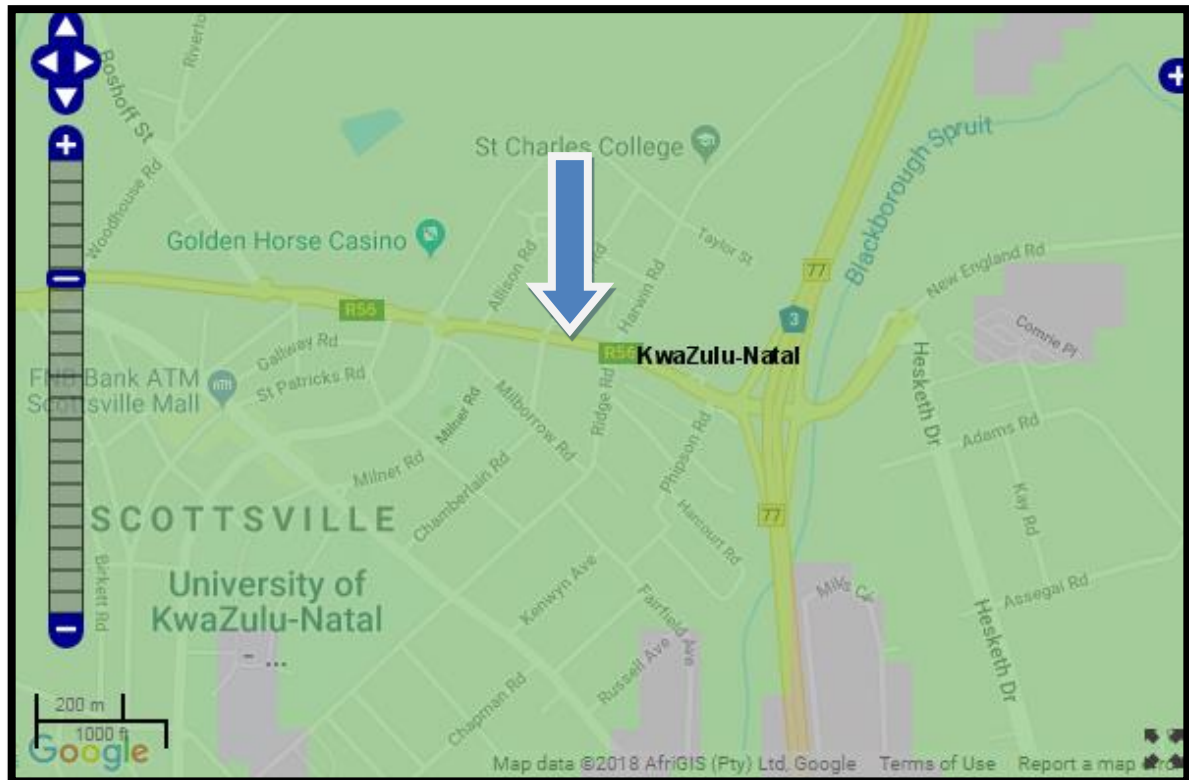 Roshoff St
Woodhouse Rd
St Charles College
Blackborough Spruit
Golden Horse Casino
Allison Rd
Rd
Harwin Rd
Taylor St
77
New England Rd
3
R56
R56
KwaZulu-Natal
Comrie Pl
Gallway Rd
FNB Bank ATM
Scottsville Mall
St Patricks Rd
Milner Rd
Milborrow Rd
Ridge Rd
Phipson Rd
Hesketh Dr
Adams Rd
Milner Rd
Chamberlain Rd
Kay Rd
SCOTTSVILLE
77
Harcourt Rd
Birkett Rd
University of
KwaZulu-Natal
Kenwyn Ave
Fairfield Ave
Assegai Rd
Hesketh Dr
- ...
Russell Ave
Chapman Rd
200 m
1000 ft
Google
Map data ©2018 AfriGIS (Pty) Ltd, Google
Terms of Use
Report a map